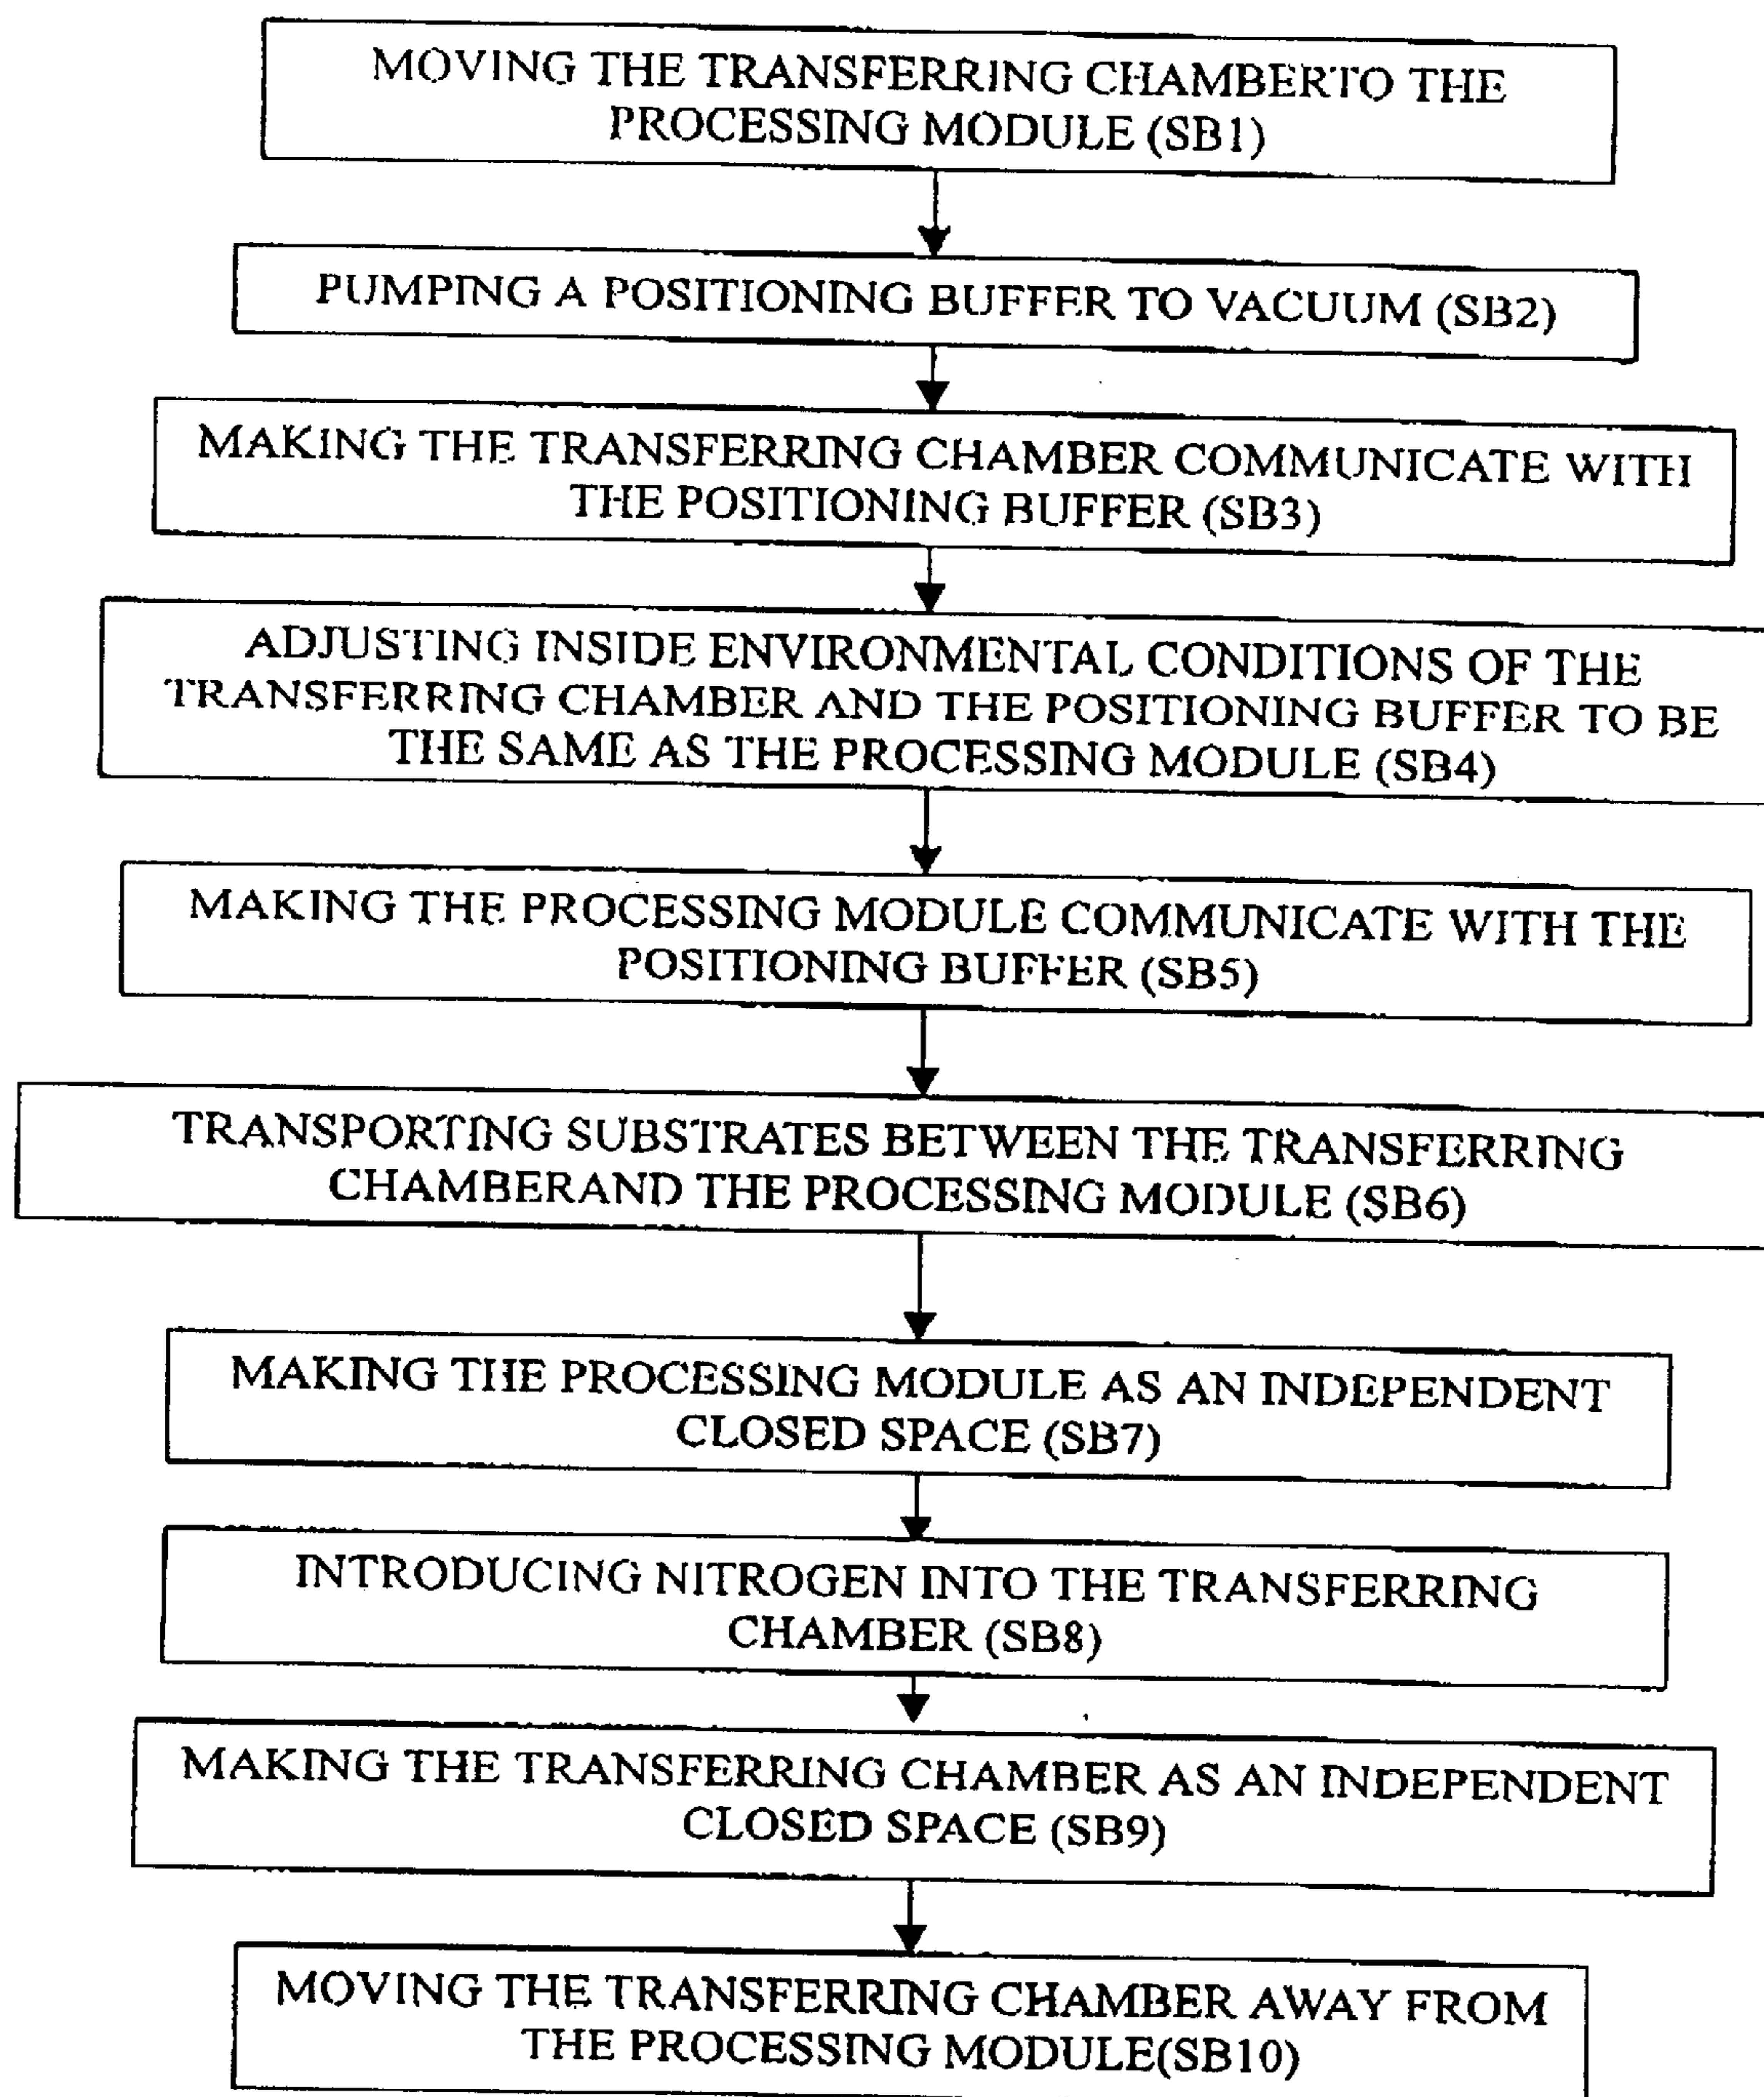 MOVING THE TRANSFERRING CHAMBERTO THE
PROCESSING MODULE (SB1)
PUMPING A POSITIONING BUFFER TO VACUUM (SB2)
MAKING THE TRANSFERRING CHAMBER COMMUNICATE WITH
THE POSITIONING BUFFER (SB3)
ADJUSTING INSIDE ENVIRONMENTAL CONDITIONS OF THE
TRANSFERRING CHAMBER AND THE POSITIONING BUFFER TO BE
THE SAME AS THE PROCESSING MODULE (SB4)
MAKING THE PROCESSING MODULE COMMUNICATE WITH THE
POSITIONING BUFFER (SB5)
TRANSPORTING SUBSTRATES BETWEEN THE TRANSFERRING
CHAMBERAND THE PROCESSING MODULE (SB6)
MAKING THE PROCESSING MODULE AS AN INDEPENDENT
CLOSED SPACE (SB7)
INTRODUCING NITROGEN INTO THE TRANSFERRING
CHAMBER (SB8)
MAKING THE TRANSFERRING CHAMBER AS AN INDEPENDENT
CLOSED SPACE (SB9)
MOVING THE TRANSFERRING CHAMBER AWAY FROM
THE PROCESSING MODULE(SB10)